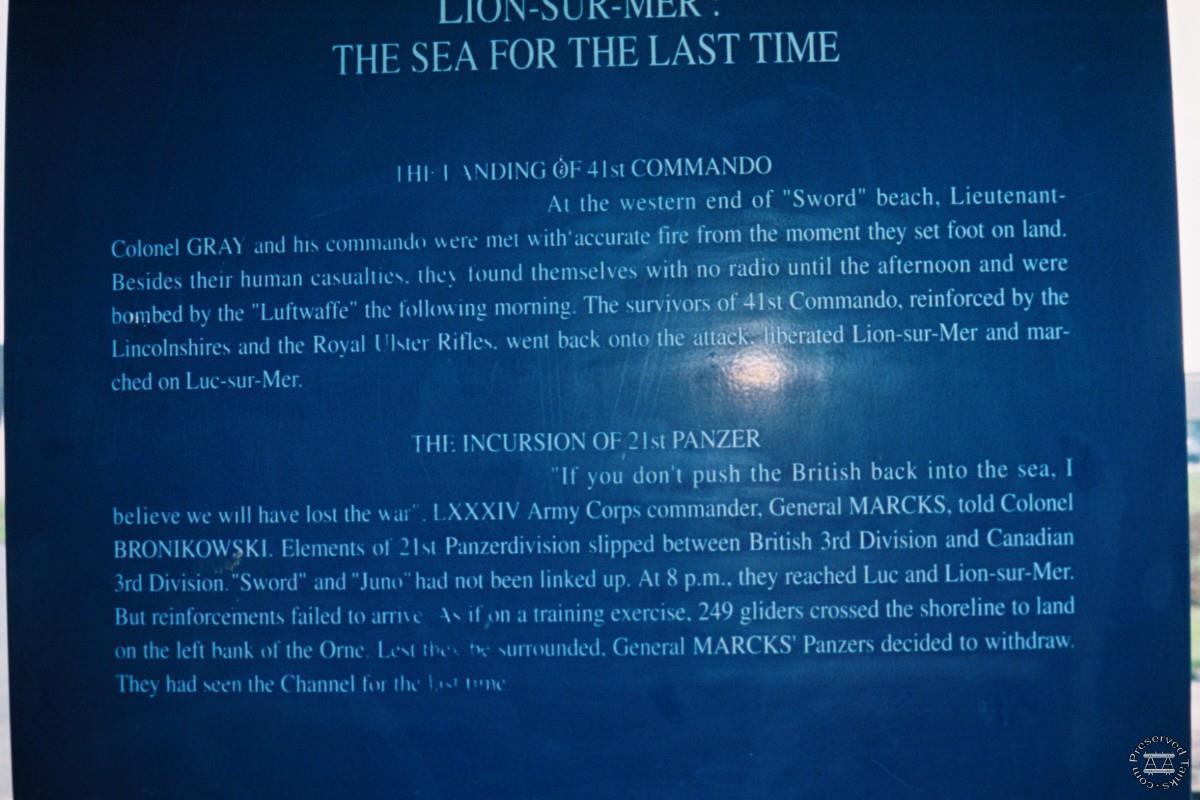 LION-SUR-MER :
THE SEA FOR THE LAST TIME
THE LANDING OF 41st COMMANDO
At the western end of "Sword" beach, Lieutenant-
Colonel GRAY and his commando were met with accurate fire from the moment they set foot on land.
Besides their human casualties, they found themselves with no radio until the afternoon and were
bombed by the "Luftwaffe" the following morning. The survivors of 41st Commando, reinforced by the
Lincolnshires and the Royal Ulster Rifles, went back onto the attack, liberated Lion-sur-Mer and mar-
ched on Luc-sur-Mer.
THE INCURSION OF 21st PANZER
"If you don't push the British back into the sea, I
believe we will have lost the war", LXXXIV Army Corps commander, General MARCKS, told Colonel
BRONIKOWSKI. Elements of 21st Panzerdivision slipped between British 3rd Division and Canadian
3rd Division. "Sword" and "Juno" had not been linked up. At 8 p.m., they reached Luc and Lion-sur-Mer.
But reinforcements failed to arrive. As if on a training exercise, 249 gliders crossed the shoreline to land
on the left bank of the Orne. Lest they be surrounded, General MARCKS' Panzers decided to withdraw.
They had seen the Channel for the last time
Preserved Tanks .com